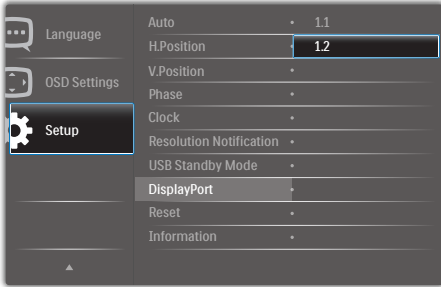 Language
OSD Settings
Setup
Auto
H.Position
V.Position
Phase
Clock
Resolution Notification
USB Standby Mode
DisplayPort
Reset
Information
1.1
1.2